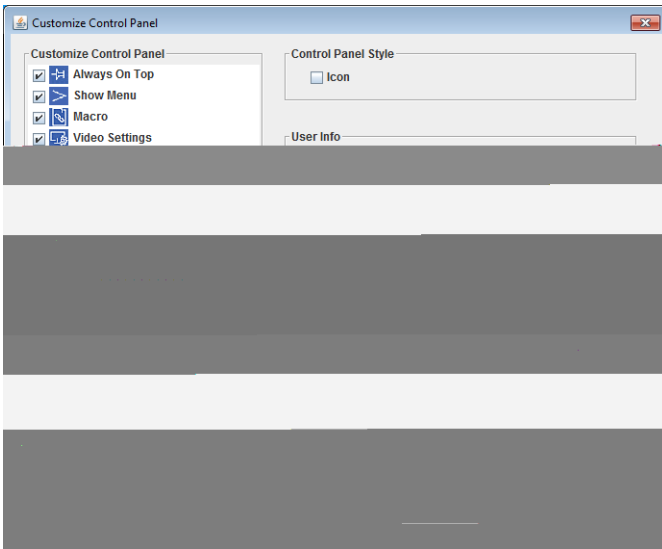 Customize Control Panel
Customize Control Panel
Always On Top
Show Menu
Macro
Video Settings
Control Panel Style
Icon
User Info